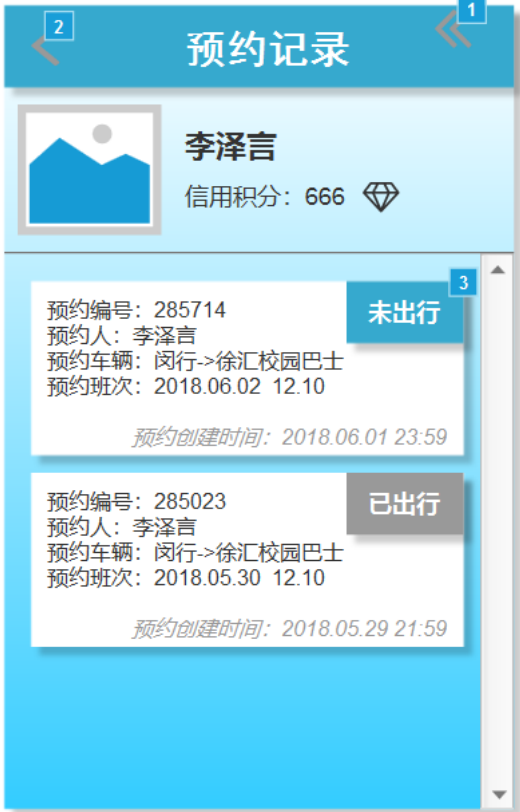 1
2
预约记录
李泽言
信用积分：666
3
未出行
预约编号：285714
预约人：李泽言
预约车辆：闵行->徐汇校园巴士
预约班次：2018.06.02 12.10
预约创建时间：2018.06.01 23:59
已出行
预约编号：285023
预约人：李泽言
预约车辆：闵行->徐汇校园巴士
预约班次：2018.05.30 12.10
预约创建时间：2018.05.29 21:59